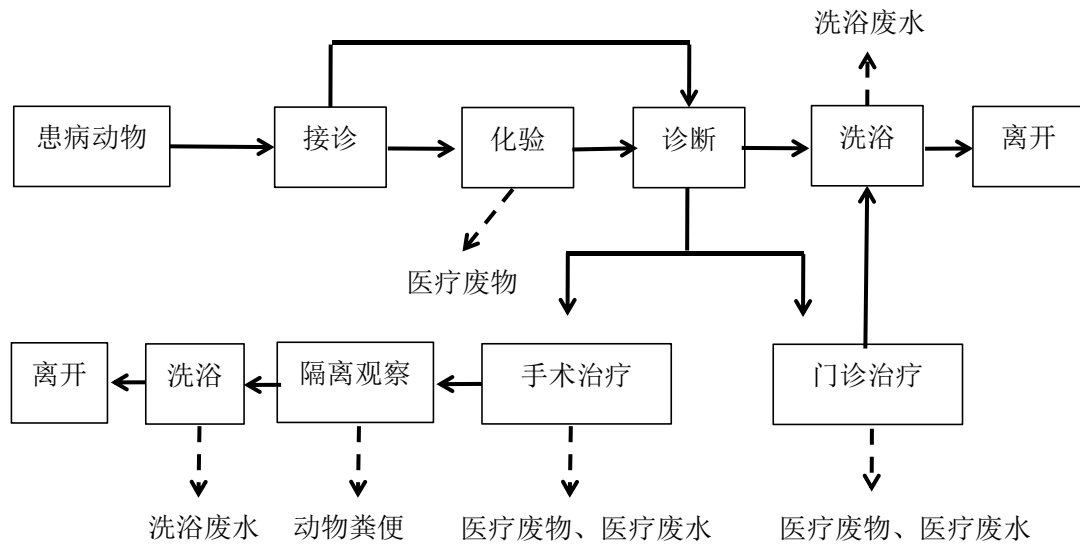 洗浴废水
患病动物
接诊
化验
诊断
洗浴
离开
医疗废物
离开
洗浴
隔离观察
手术治疗
门诊治疗
洗浴废水
动物粪便
医疗废物、医疗废水
医疗废物、医疗废水